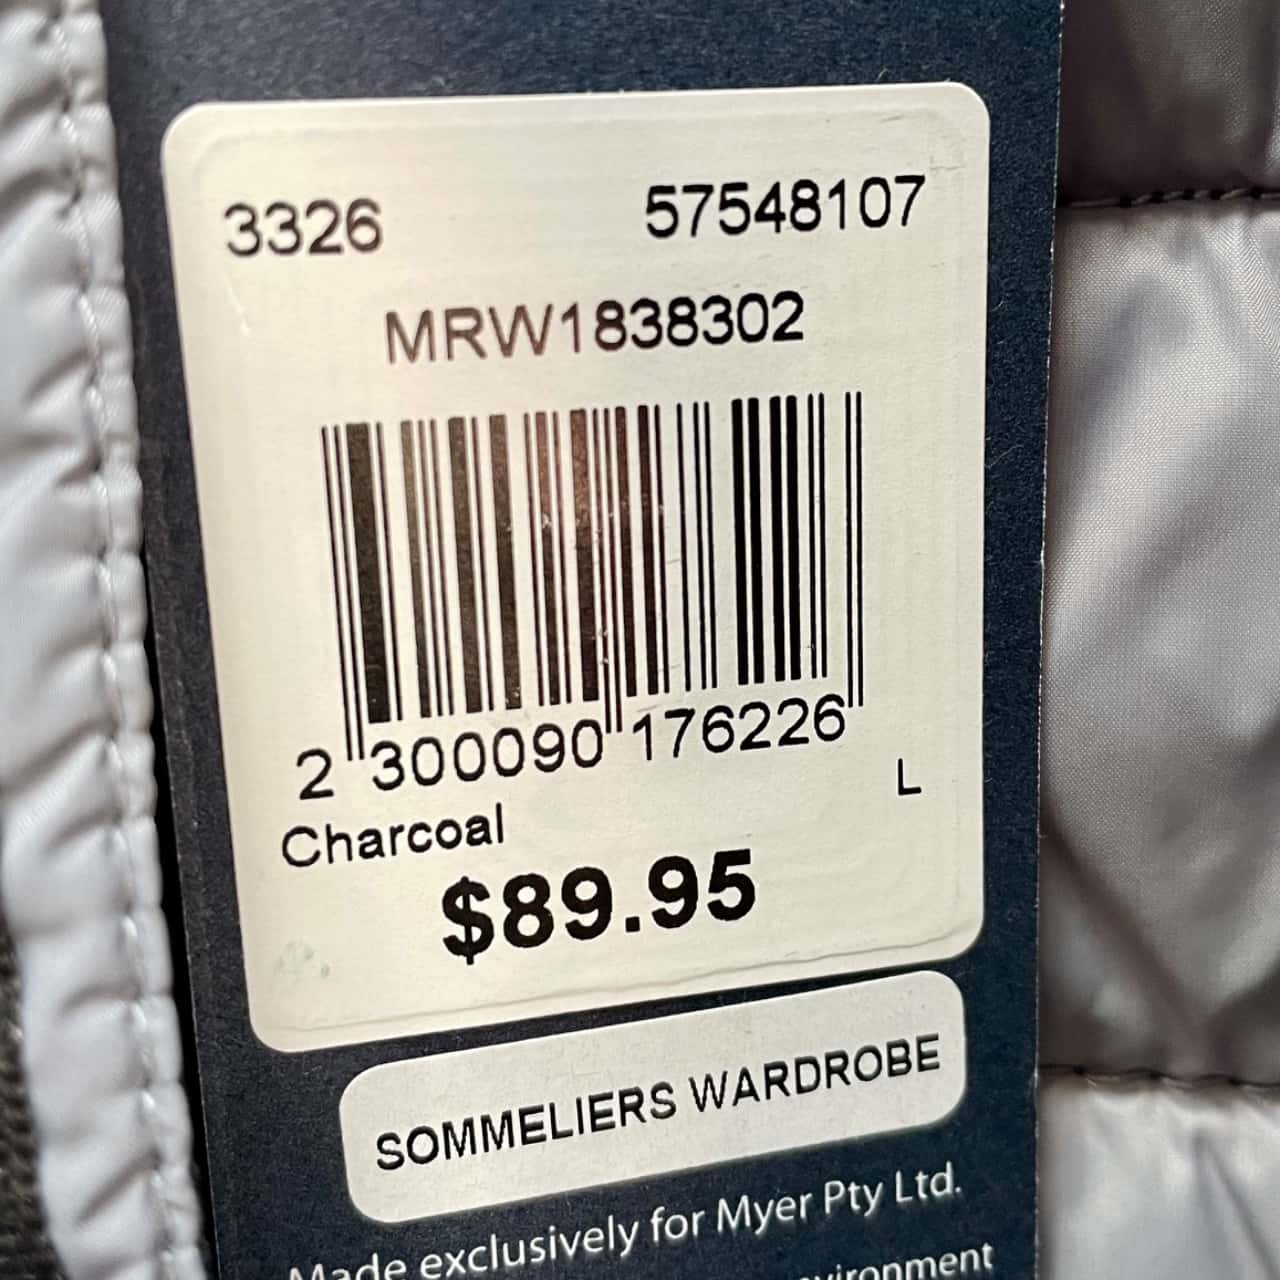 3326 57548107
MRW1838302
2 300090 176226
L
Charcoal
$89.95
SOMMELIERS WARDROBE
Made exclusively for Myer Pty Ltd.